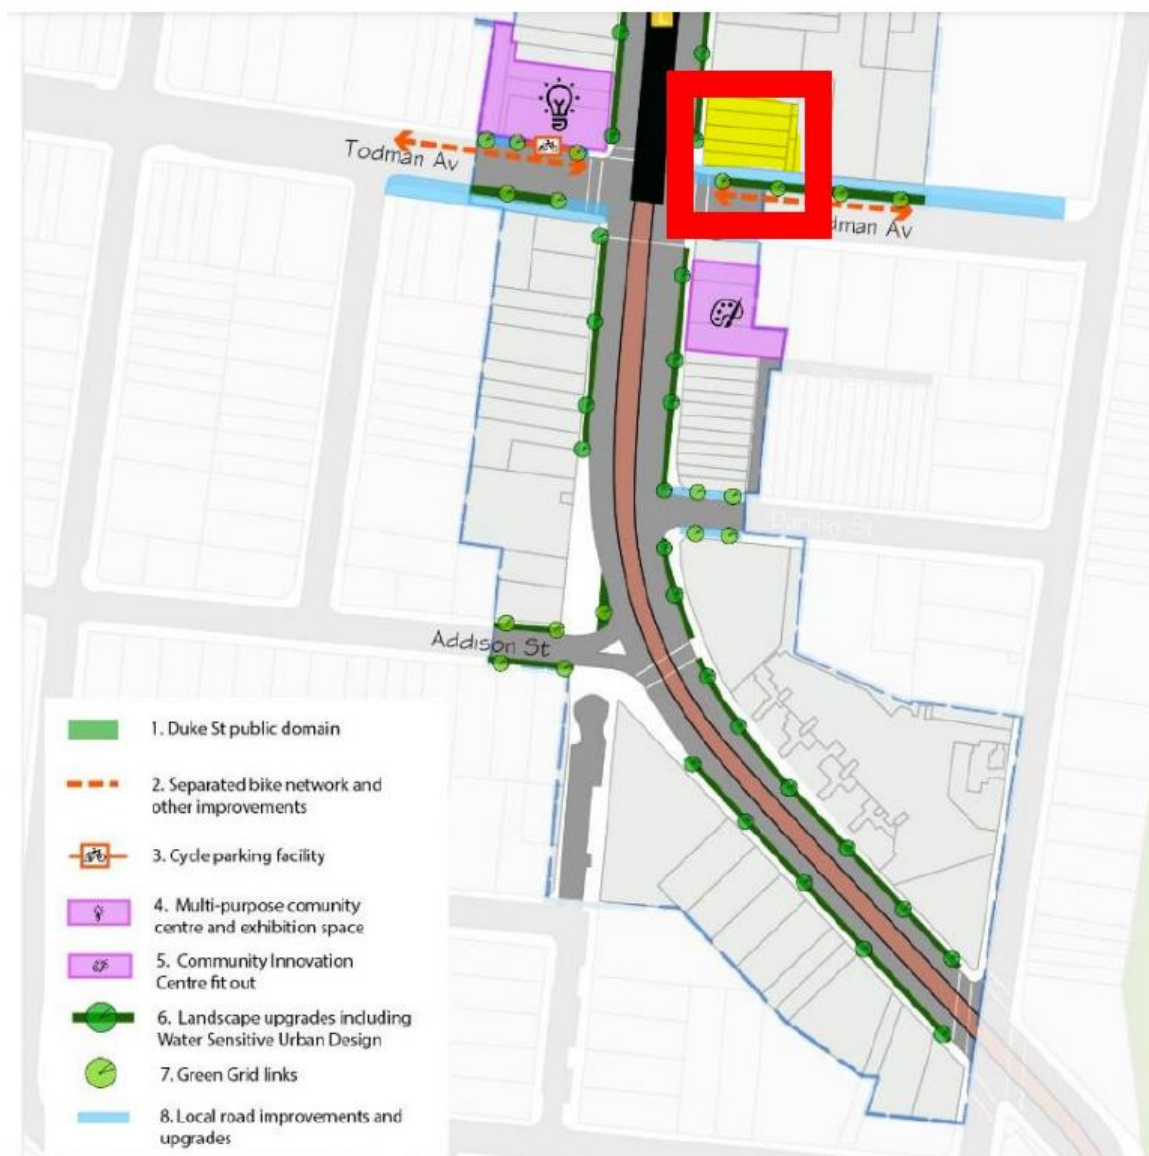 Todman Av
dman Av
Darling St
Addison St
1. Duke St public domain
2. Separated bike network and
other improvements
3. Cycle parking facility
4. Multi-purpose comunity
centre and exhibition space
5. Community Innovation
Centre fit out
6. Landscape upgrades including
Water Sensitive Urban Design
7. Green Grid links
8. Local road improvements and
upgrades